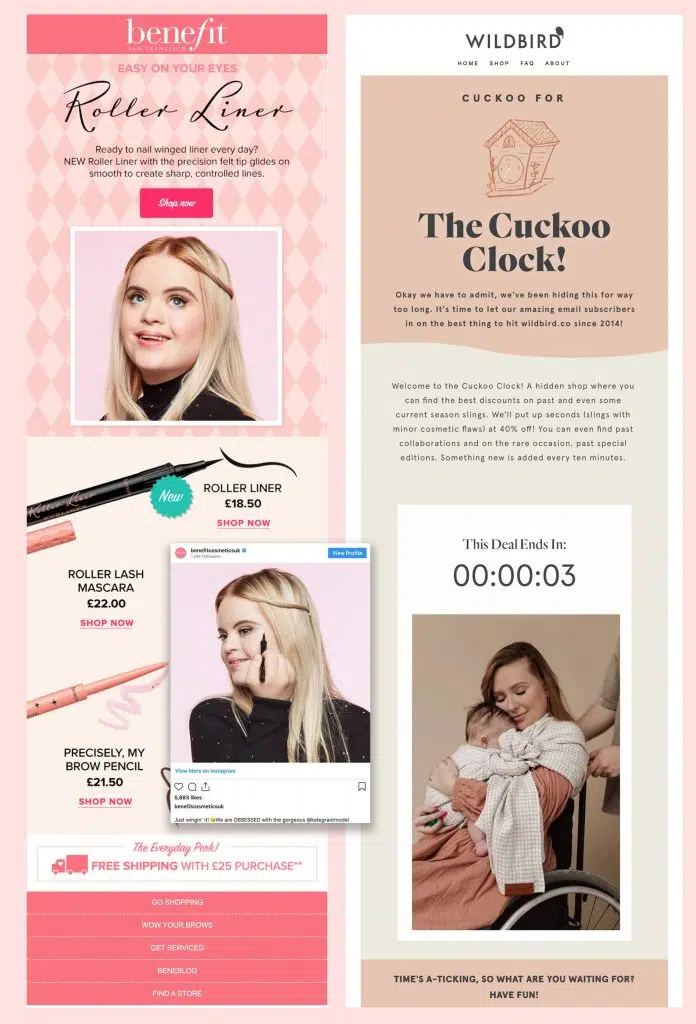 benefit
SAN FRANCISCO
EASY ON YOUR EYES
Roller Liner
Ready to nail winged liner every day?
NEW Roller Liner with the precision felt tip glides on
smooth to create sharp, controlled lines.
Shop now
Roller Liner
New
ROLLER LINER
£18.50
SHOP NOW
ROLLER LASH
MASCARA
£22.00
SHOP NOW
PRECISELY, MY
BROW PENCIL
£21.50
SHOP NOW
benefitcosmeticsuk
View Profile
View More on Instagram
5,883 likes
benefitcosmeticsuk
Just wingin' it! 😉We are OBSESSED with the gorgeous @kategrantmodel
The Everyday Perk!
FREE SHIPPING WITH £25 PURCHASE**
GO SHOPPING
WOW YOUR BROWS
GET SERVICED
BENEBLOG
FIND A STORE
WILDBIRD
HOME SHOP FAQ ABOUT
CUCKOO FOR
The Cuckoo
Clock!
Okay we have to admit, we've been hiding this for way
too long. It's time to let our amazing email subscribers
in on the best thing to hit wildbird.co since 2014!
Welcome to the Cuckoo Clock! A hidden shop where you
can find the best discounts on past and even some
current season slings. We'll put up seconds (slings with
minor cosmetic flaws) at 40% off! You can even find past
collaborations and on the rare occasion, past special
editions. Something new is added every ten minutes.
This Deal Ends In:
00:00:03
TIME'S A-TICKING, SO WHAT ARE YOU WAITING FOR?
HAVE FUN!